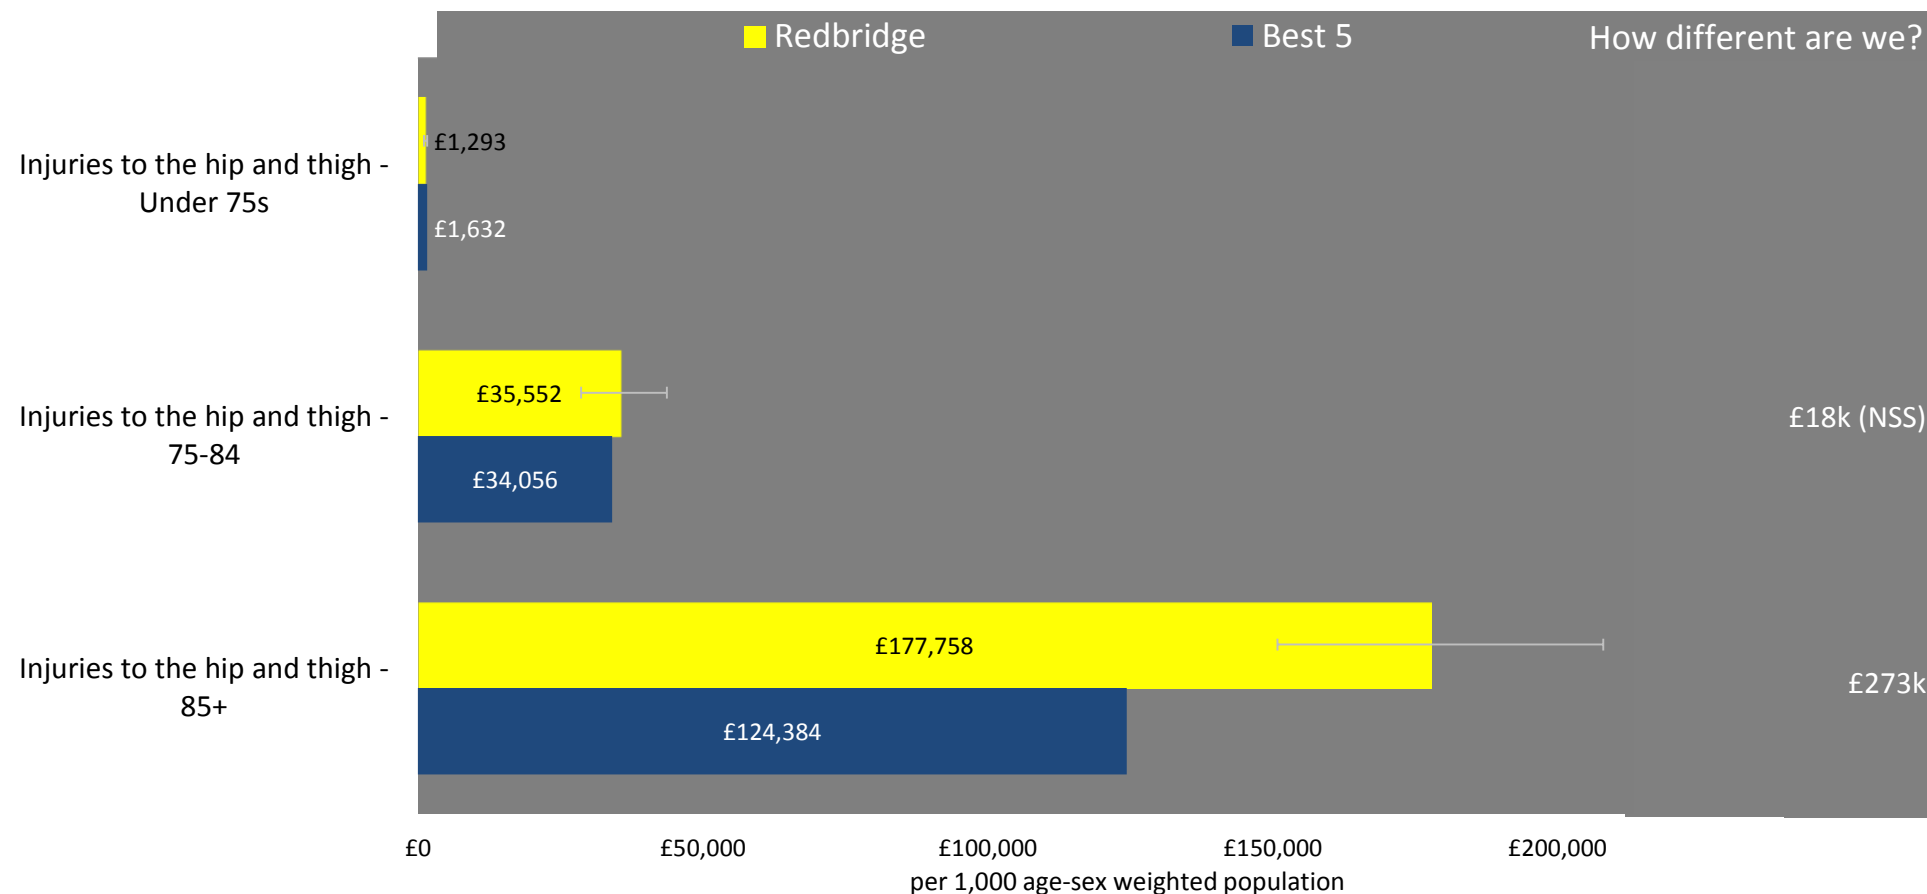 Redbridge
Best 5
How different are we?
Injuries to the hip and thigh -
Under 75s
£1,293
£1,632
Injuries to the hip and thigh -
75-84
£35,552
£34,056
£18k (NSS)
Injuries to the hip and thigh -
85+
£177,758
£124,384
£273k
£0
£50,000
£100,000
£150,000
£200,000
per 1,000 age-sex weighted population